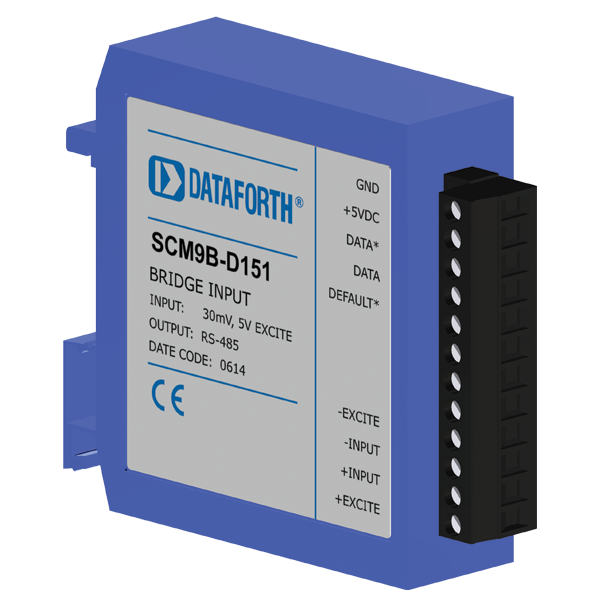 DATAFORTH®
SCM9B-D151
BRIDGE INPUT
INPUT: 30mV, 5V EXCITE
OUTPUT: RS-485
DATE CODE: 0614
CE
GND
+5VDC
DATA*
DATA
DEFAULT*
-EXCITE
-INPUT
+INPUT
+EXCITE